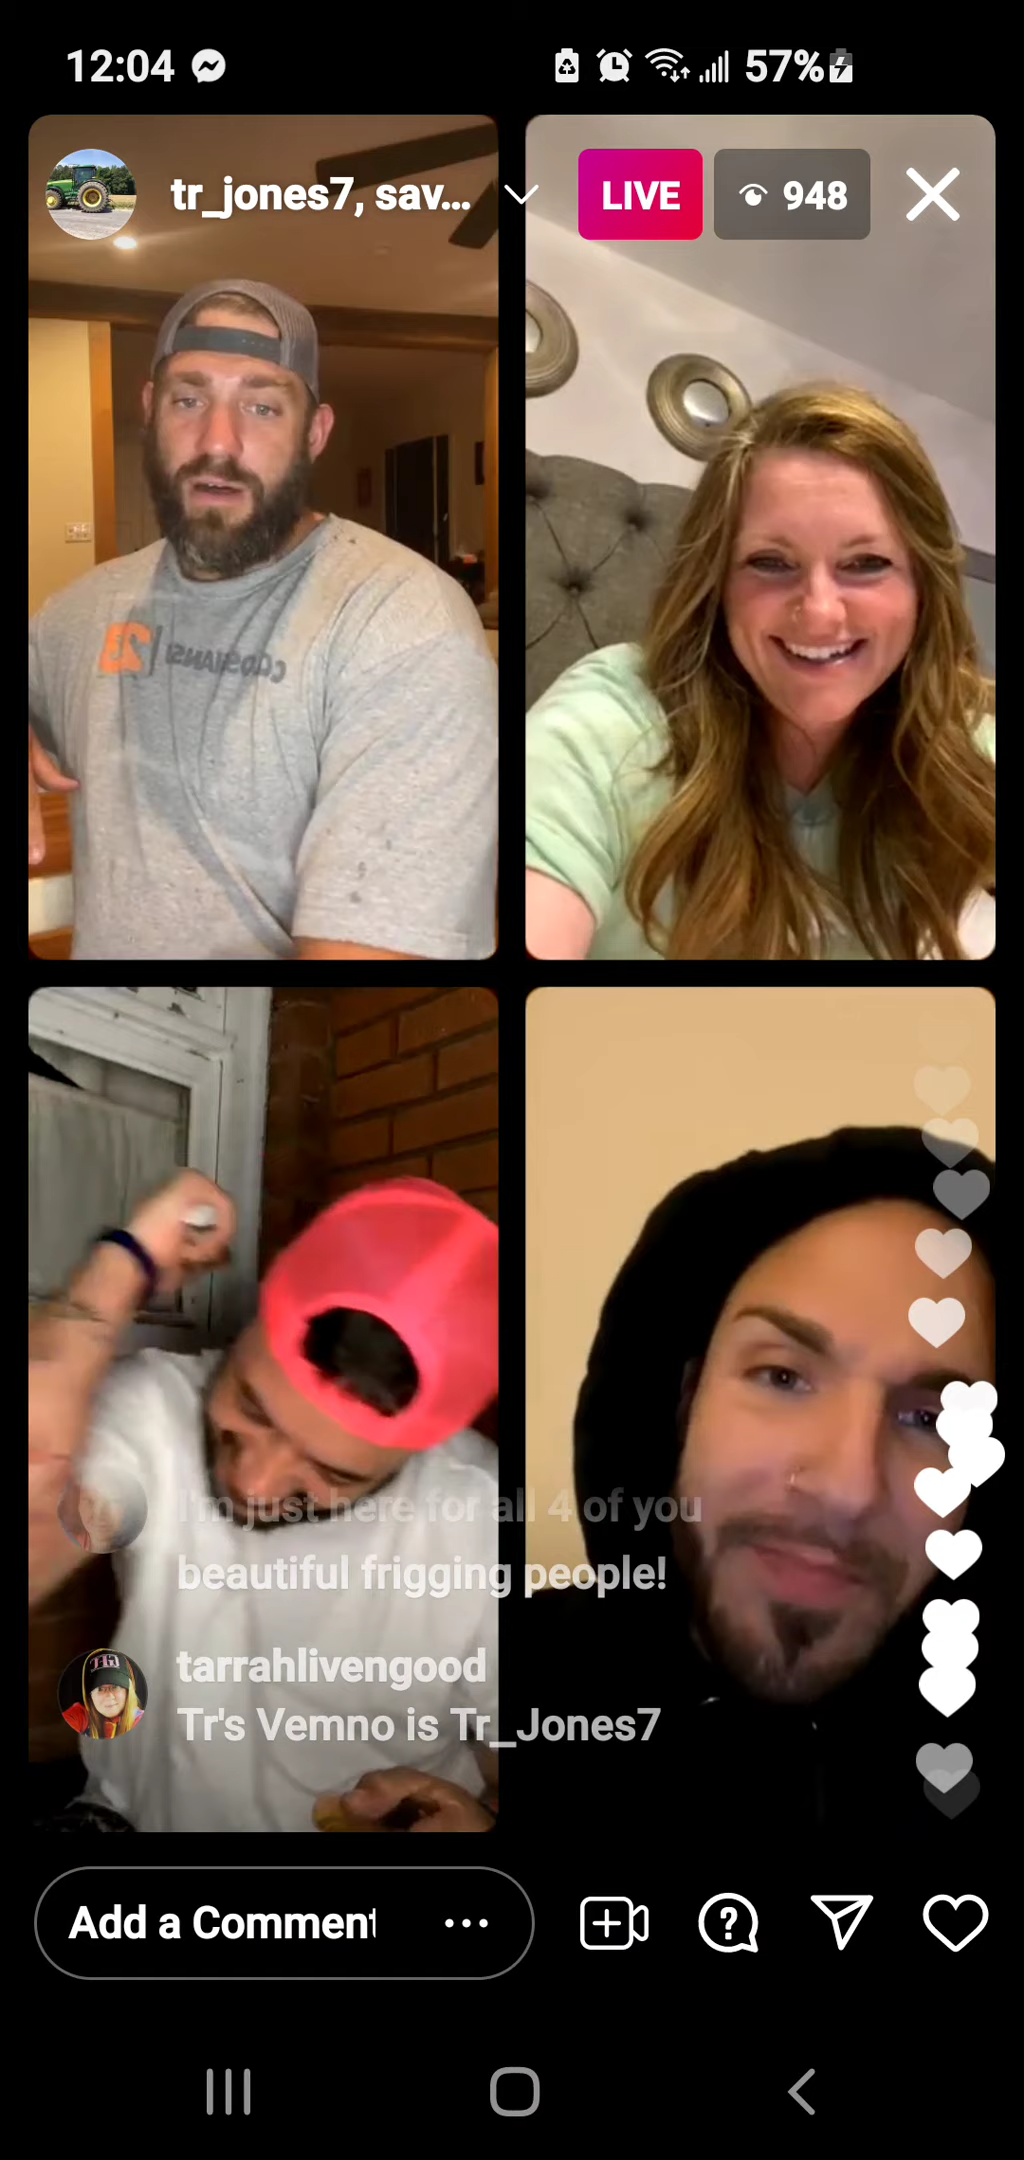 12:04
57%
tr_jones7, sav...
LIVE
948
23
I'm just here for all 4 of you
beautiful frigging people!
tarrahlivengood
Tr's Vemno is Tr_Jones7
Add a Comment